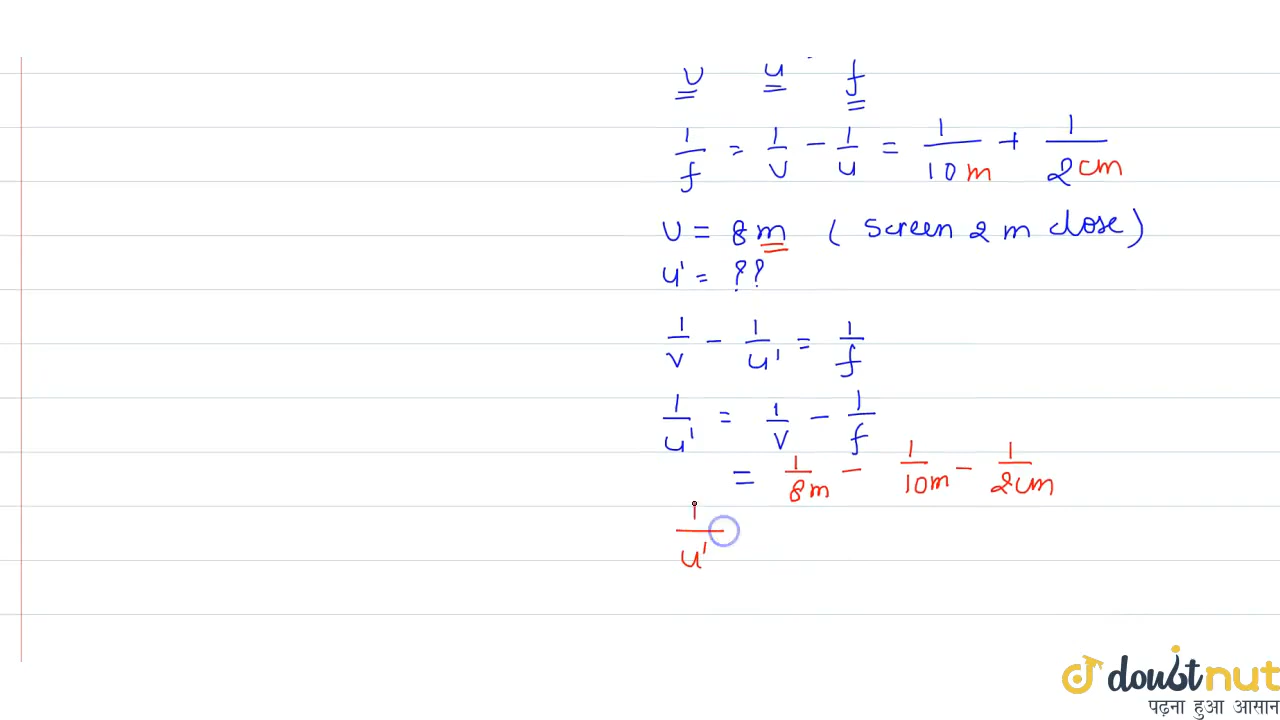 v u f
1/f = 1/v - 1/u = 1/10m + 1/2cm
v = 8m (screen 2 m close)
u' = ??
1/v - 1/u' = 1/f
1/u' = 1/v - 1/f
= 1/8m - 1/10m - 1/2cm
1/u'
doubtnut
पढ़ना हुआ आसान